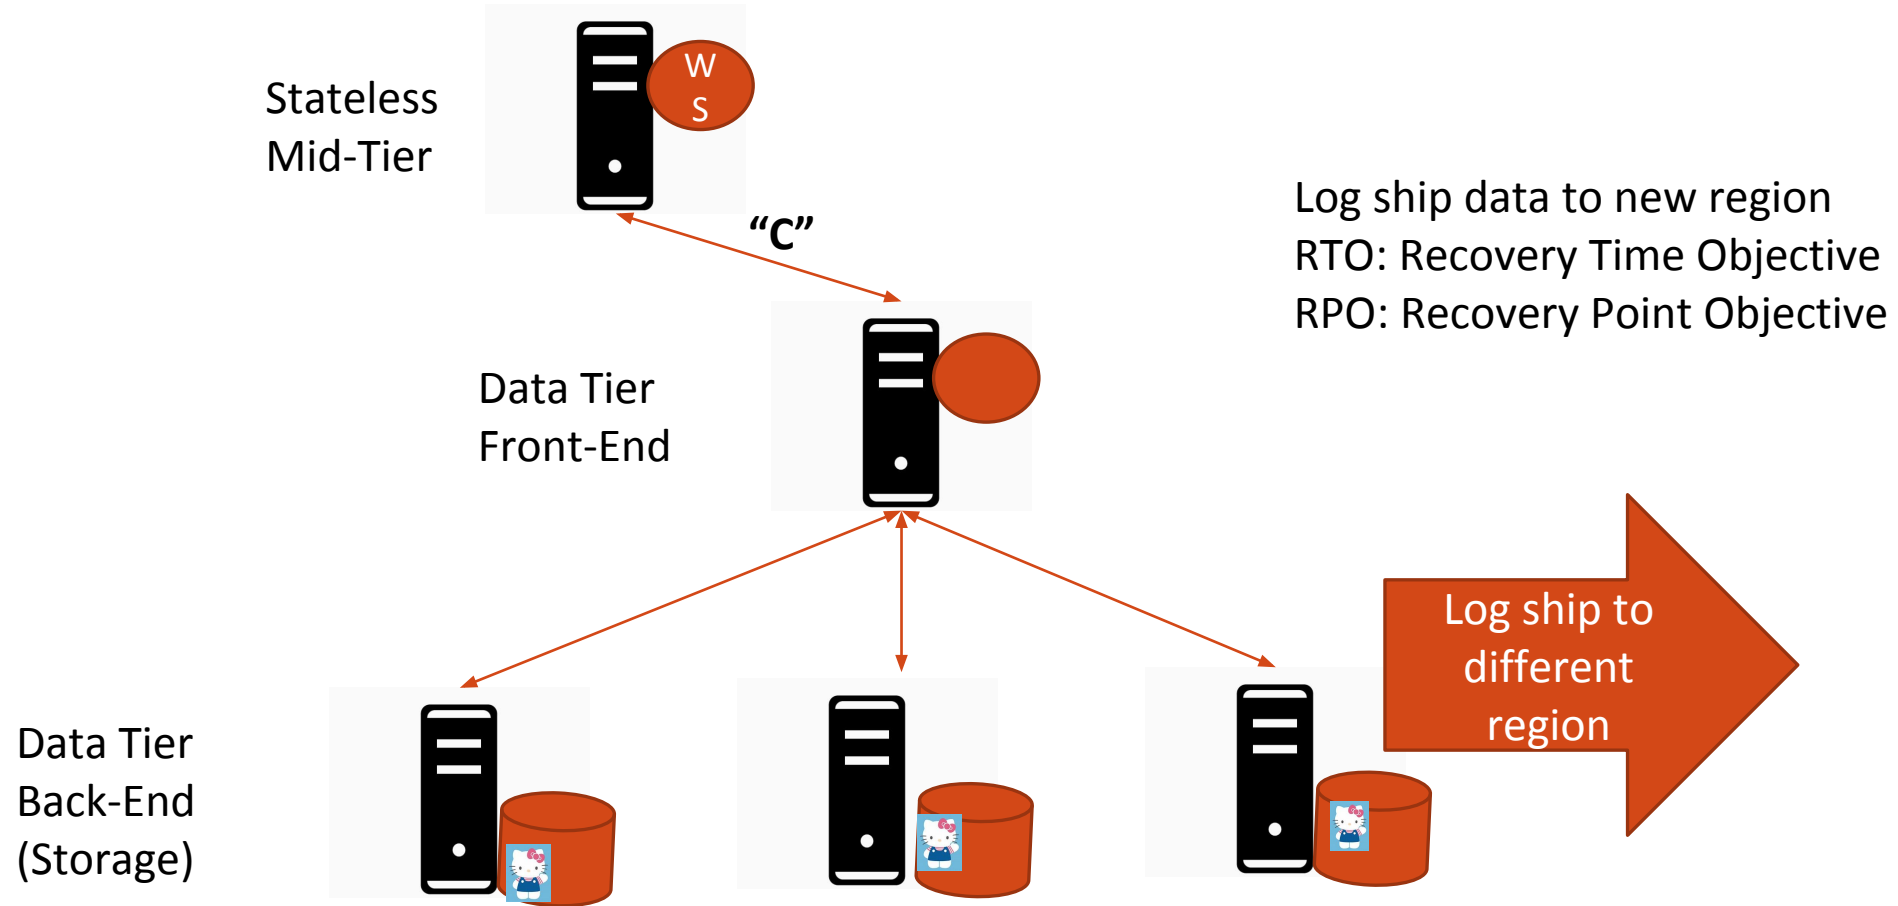 W
S
Stateless
Mid-Tier
“C”
Log ship data to new region
RTO: Recovery Time Objective
RPO: Recovery Point Objective
Data Tier
Front-End
Log ship to
different
region
Data Tier
Back-End
(Storage)